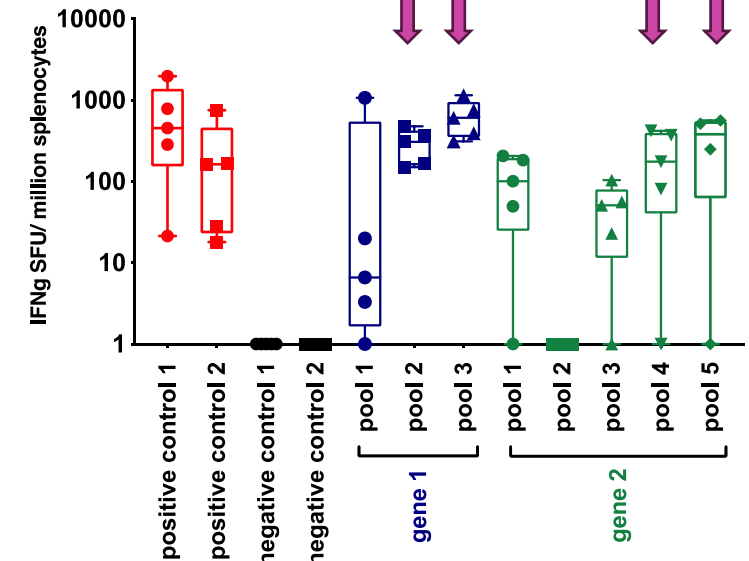 IFNg SFU/ million splenocytes
10000
1000
100
10
1
positive control 1
positive control 2
negative control 1
negative control 2
pool 1
pool 2
pool 3
pool 1
pool 2
pool 3
pool 4
pool 5
gene 1
gene 2